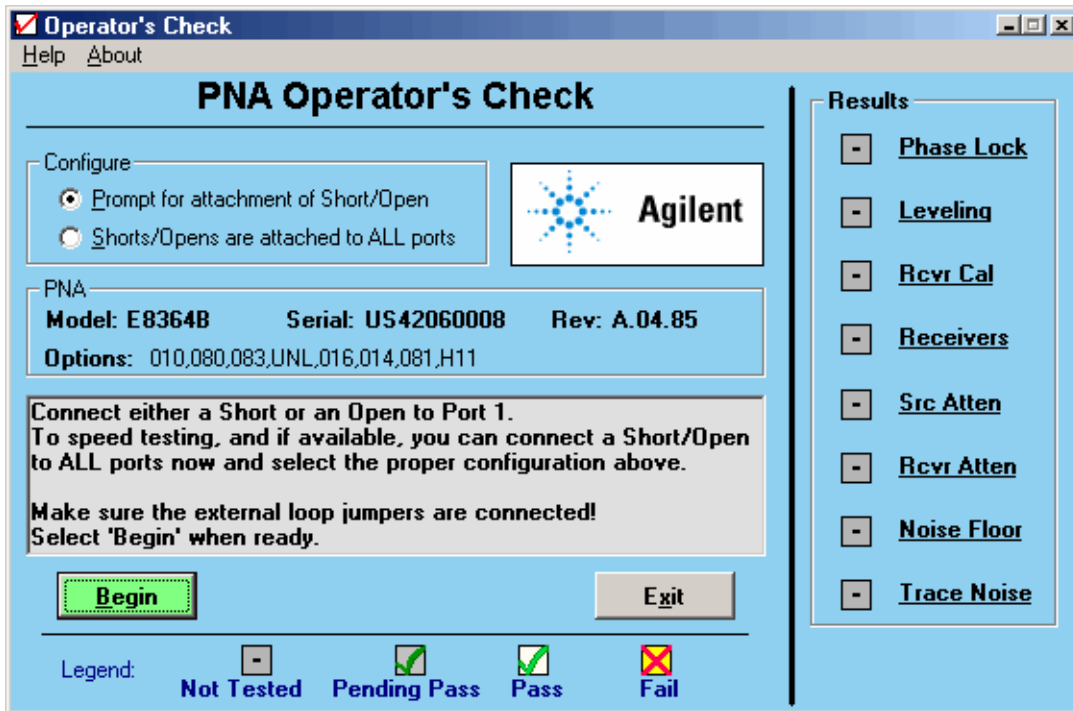 Operator's Check
Help About
PNA Operator's Check
Configure
Prompt for attachment of Short/Open
Shorts/Opens are attached to ALL ports
Agilent
PNA
Model: E8364B Serial: US42060008 Rev: A.04.85
Options: 010,080,083,UNL,016,014,081,H11
Connect either a Short or an Open to Port 1.
To speed testing, and if available, you can connect a Short/Open
to ALL ports now and select the proper configuration above.
Make sure the external loop jumpers are connected!
Select 'Begin' when ready.
Begin Exit
Legend:
Not Tested Pending Pass Pass Fail
Results
- Phase Lock
- Leveling
- Rcvr Cal
- Receivers
- Src Atten
- Rcvr Atten
- Noise Floor
- Trace Noise